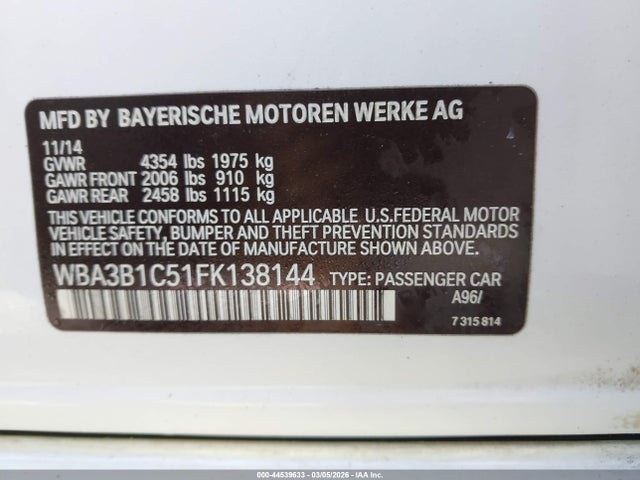 MFD BY BAYERISCHE MOTOREN WERKE AG
11/14
GVWR 4354 lbs 1975 kg
GAWR FRONT 2006 lbs 910 kg
GAWR REAR 2458 lbs 1115 kg
THIS VEHICLE CONFORMS TO ALL APPLICABLE U.S.FEDERAL MOTOR
VEHICLE SAFETY, BUMPER AND THEFT PREVENTION STANDARDS
IN EFFECT ON THE DATE OF MANUFACTURE SHOWN ABOVE.
WBA3B1C51FK138144 TYPE: PASSENGER CAR
A96/
7 315 814
000-44539633 - 03/05/2026 - IAA Inc.